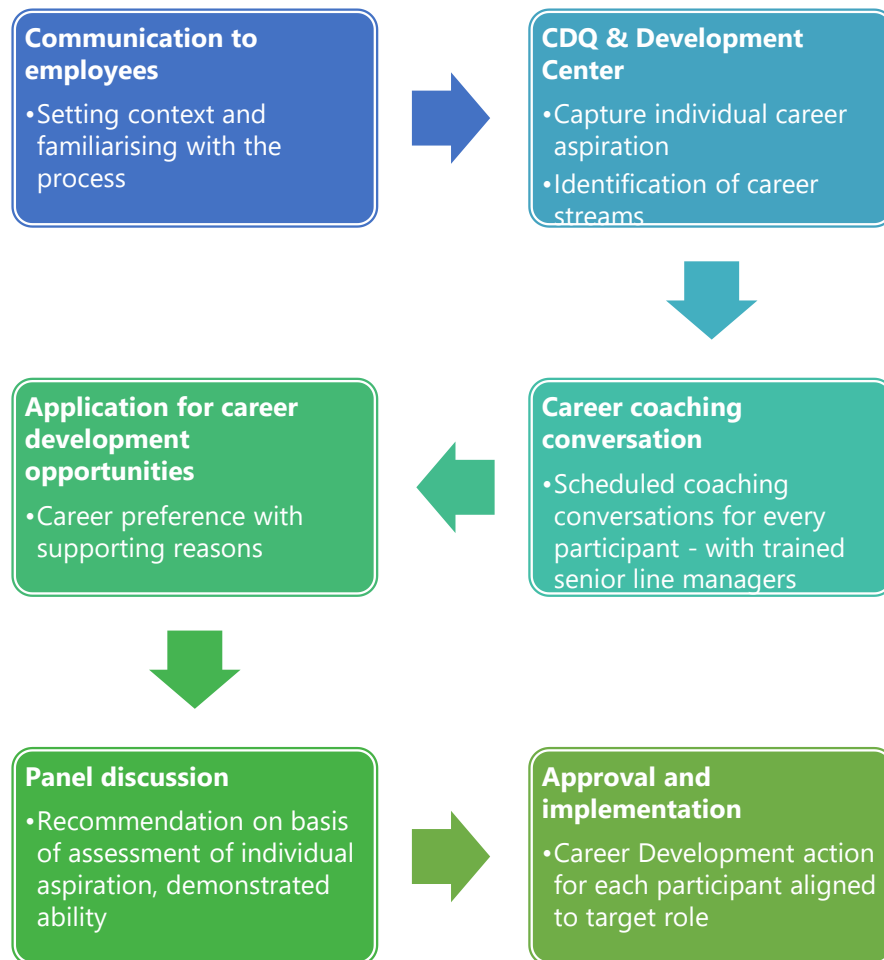 Communication to
employees
•Setting context and
familiarising with the
process
CDQ & Development
Center
•Capture individual career
aspiration
•Identification of career
streams
Career coaching
conversation
•Scheduled coaching
conversations for every
participant - with trained
senior line managers
Application for career
development
opportunities
•Career preference with
supporting reasons
Panel discussion
•Recommendation on basis
of assessment of individual
aspiration, demonstrated
ability
Approval and
implementation
•Career Development action
for each participant aligned
to target role